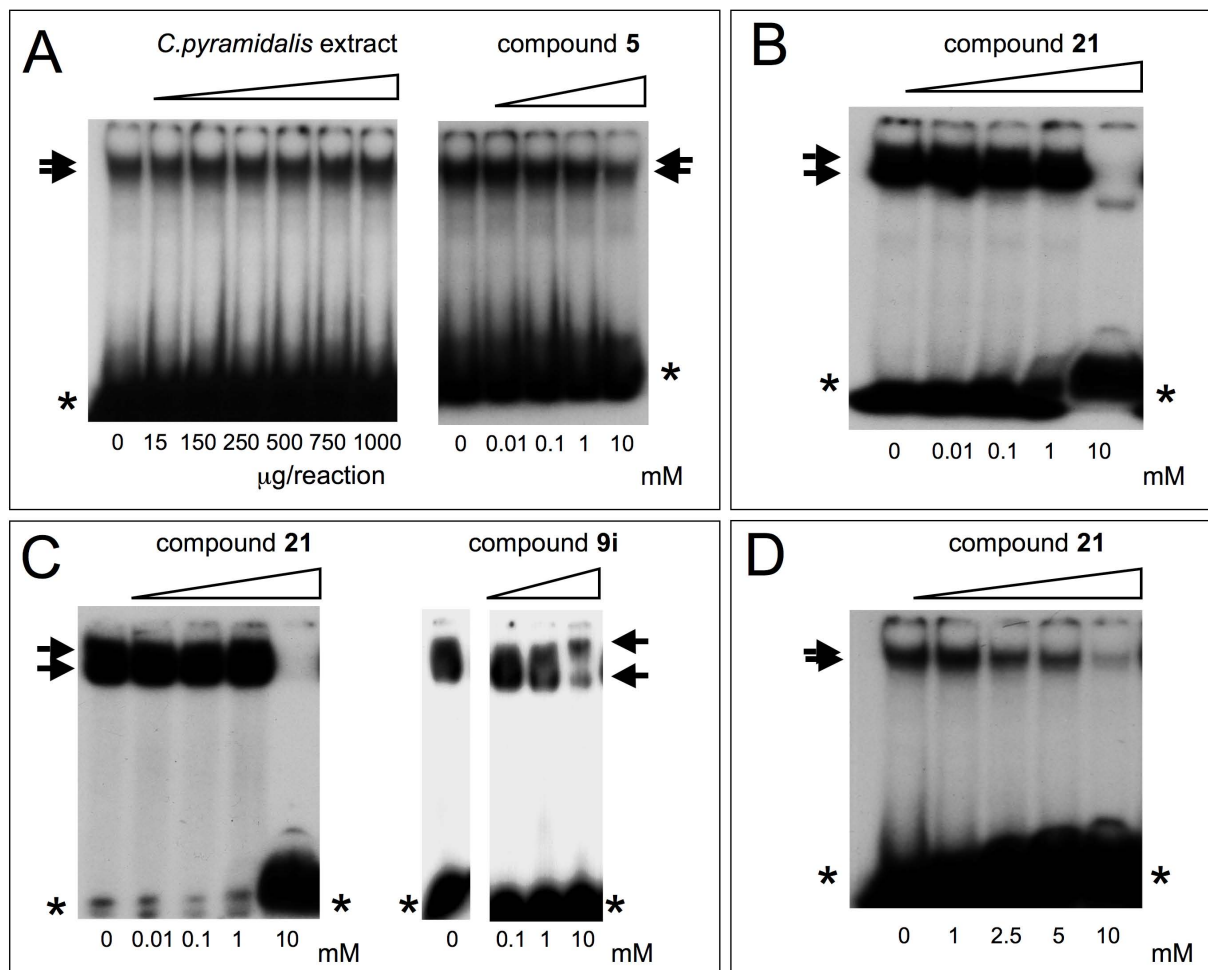 A
C.pyramidalis extract
compound 5
*
*
0 15 150 250 500 750 1000
μg/reaction
0 0.01 0.1 1 10
mM
B
compound 21
*
*
0 0.01 0.1 1 10
mM
C
compound 21
compound 9i
*
*
*
*
0 0.01 0.1 1 10
mM
0 0.1 1 10
mM
D
compound 21
*
*
0 1 2.5 5 10
mM